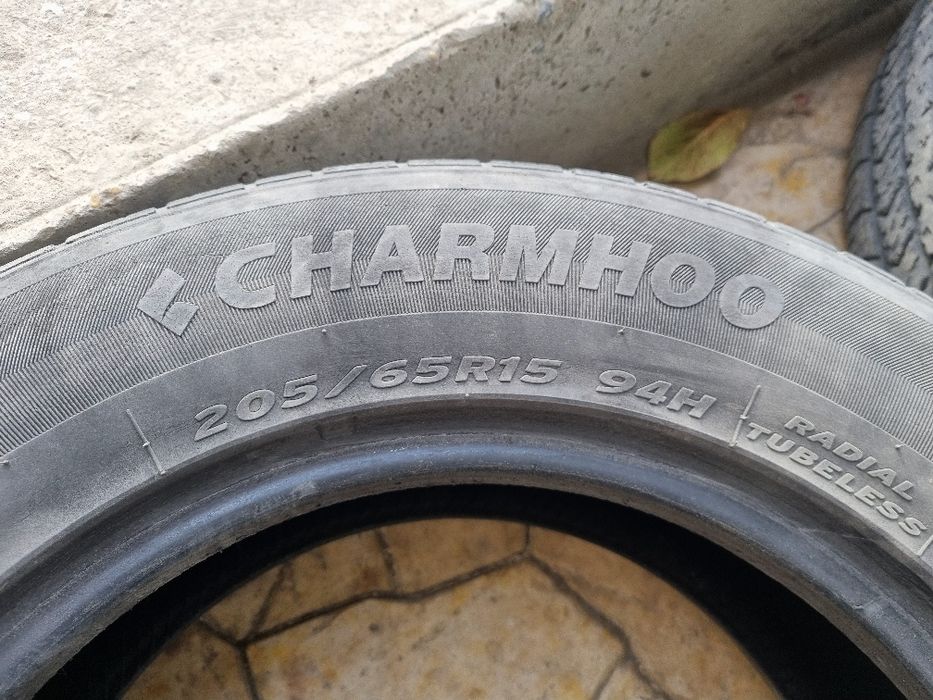 CHARMHOO
205/65R15 94H
RADIAL
TUBELESS